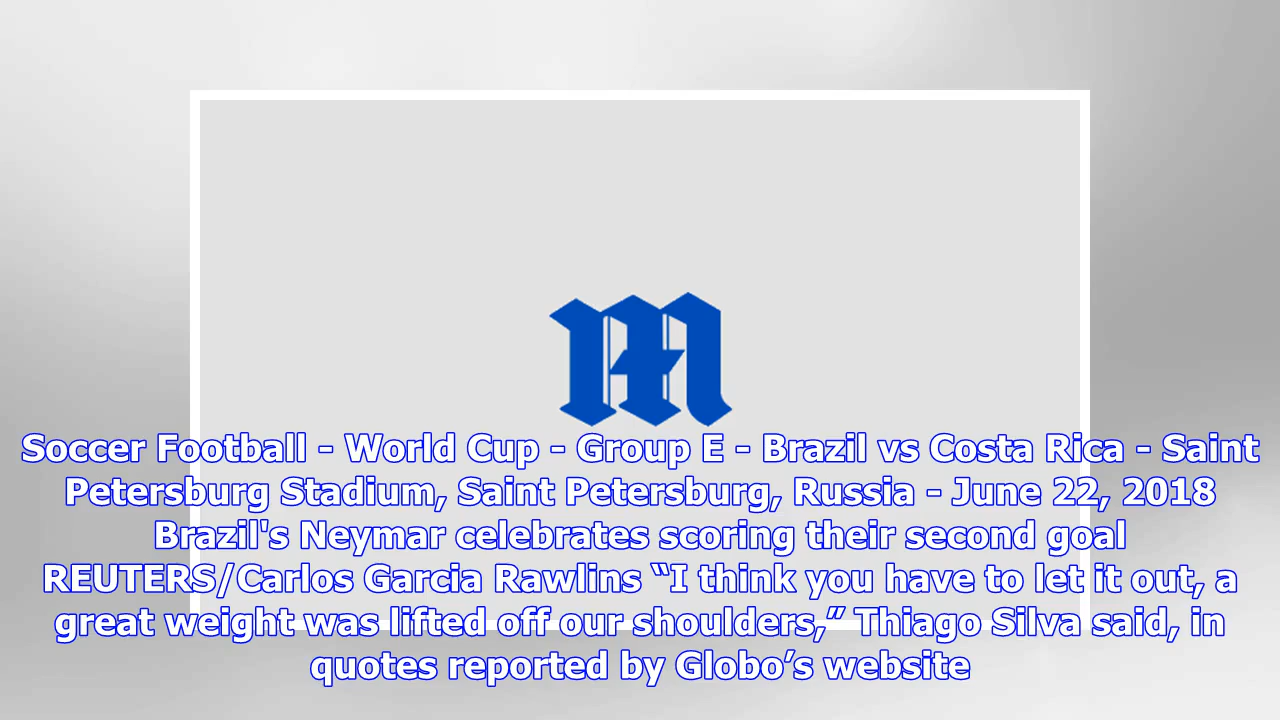 m
Soccer Football - World Cup - Group E - Brazil vs Costa Rica - Saint
Petersburg Stadium, Saint Petersburg, Russia - June 22, 2018
Brazil's Neymar celebrates scoring their second goal
REUTERS/Carlos Garcia Rawlins “I think you have to let it out, a
great weight was lifted off our shoulders,” Thiago Silva said, in
quotes reported by Globo’s website